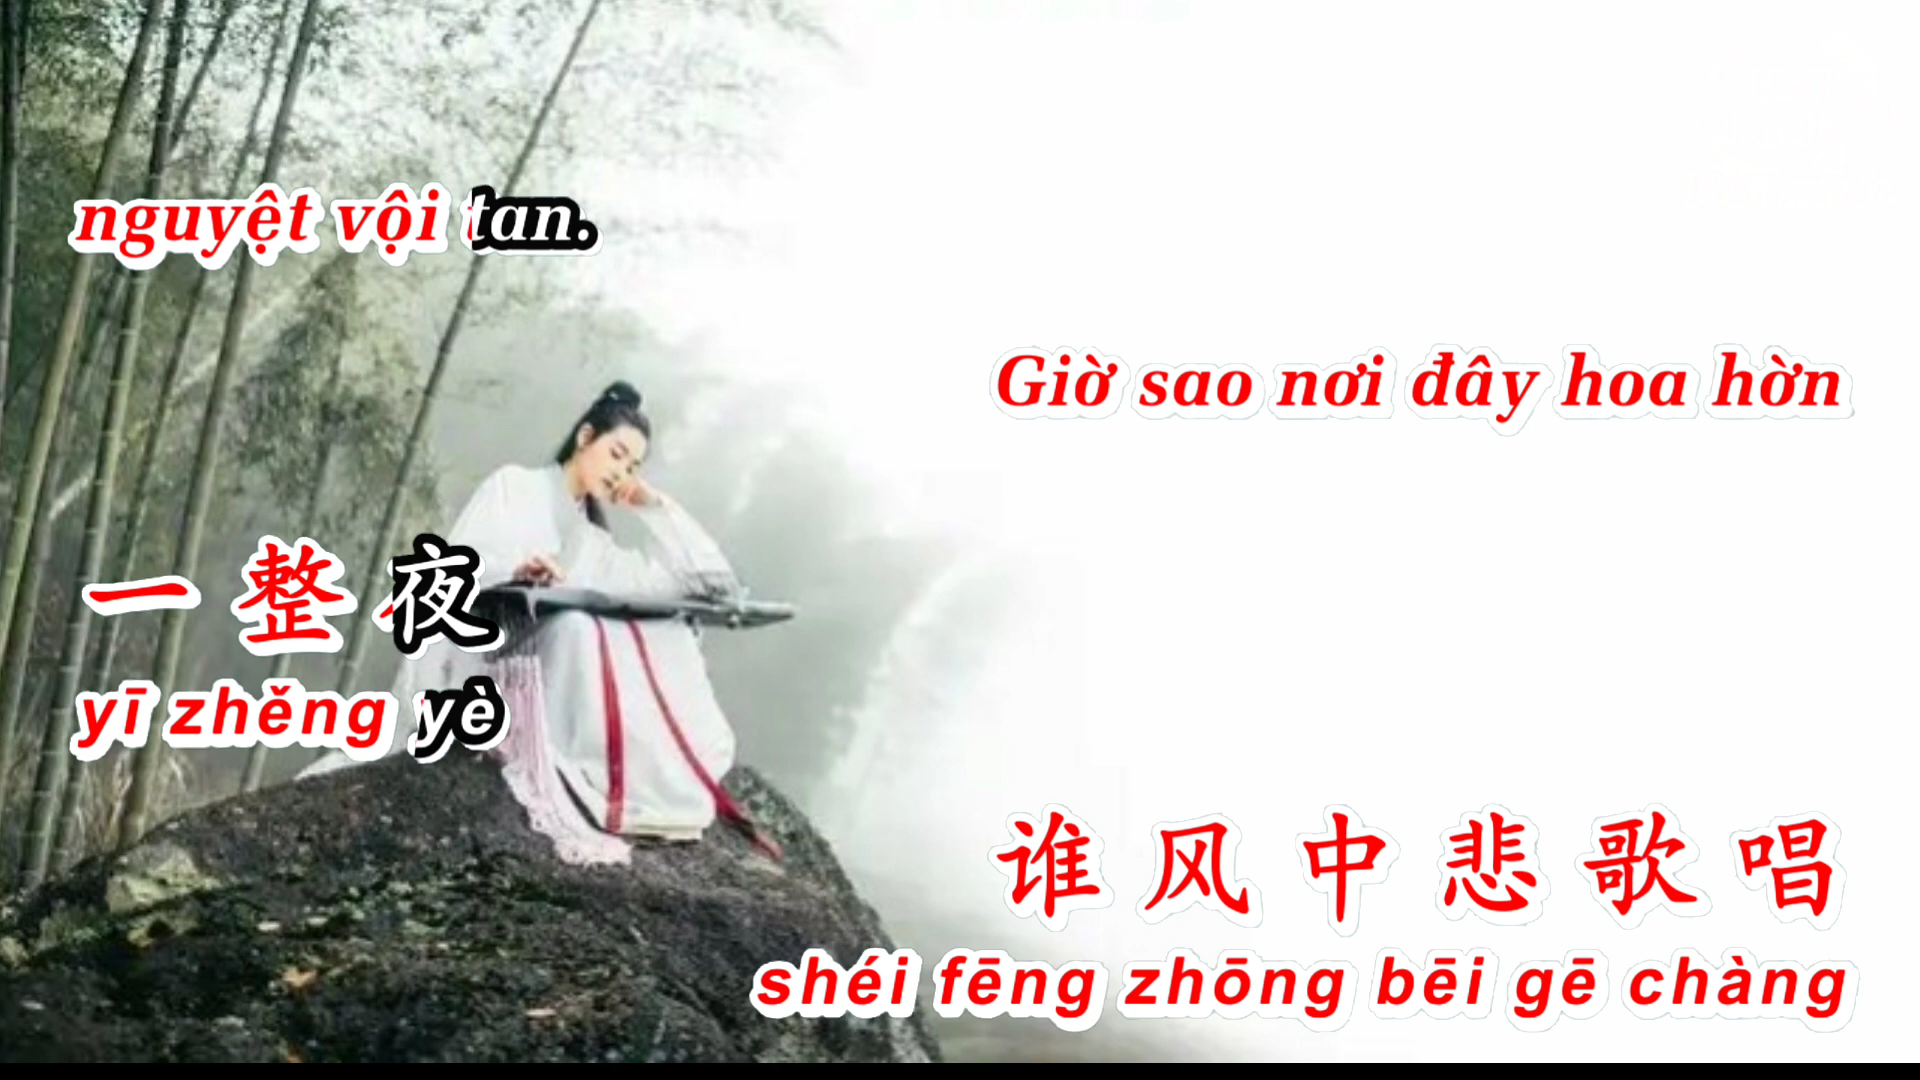 nguyệt vội tan.
Giờ sao nơi đây hoa hờn
一 整 夜
yī zhěng yè
谁 风 中 悲 歌 唱
shéi fēng zhōng bēi gē chàng